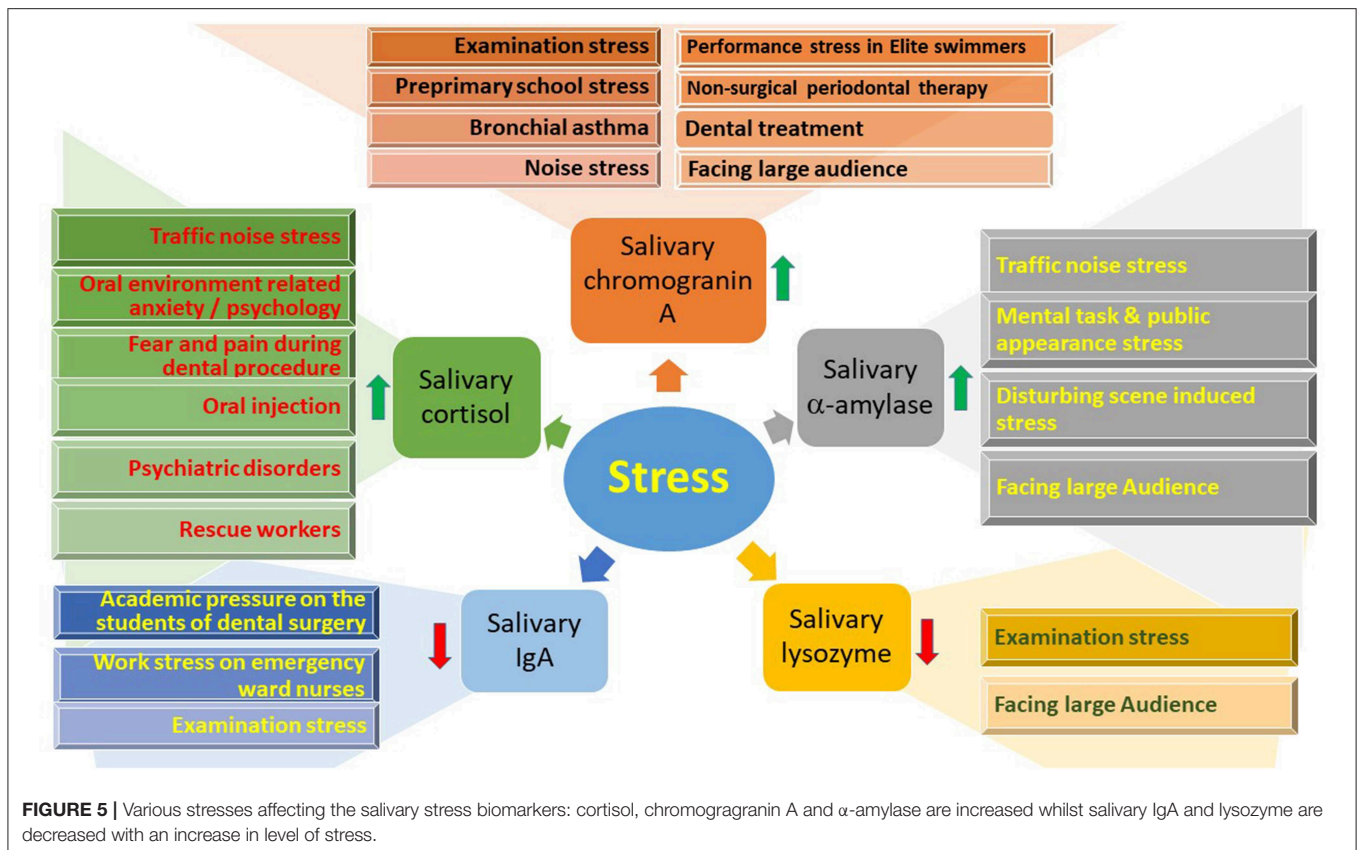 Examination stress
Preprimary school stress
Bronchial asthma
Noise stress
Performance stress in Elite swimmers
Non-surgical periodontal therapy
Dental treatment
Facing large audience
Traffic noise stress
Oral environment related
anxiety / psychology
Fear and pain during
dental procedure
Oral injection
Psychiatric disorders
Rescue workers
Salivary
cortisol
Salivary
chromogranin
A
Salivary
α-amylase
Traffic noise stress
Mental task & public
appearance stress
Disturbing scene induced
stress
Facing large Audience
Stress
Academic pressure on the
students of dental surgery
Work stress on emergency
ward nurses
Examination stress
Salivary
IgA
Salivary
lysozyme
Examination stress
Facing large Audience
FIGURE 5 | Various stresses affecting the salivary stress biomarkers: cortisol, chromogragranin A and α-amylase are increased whilst salivary IgA and lysozyme are
decreased with an increase in level of stress.